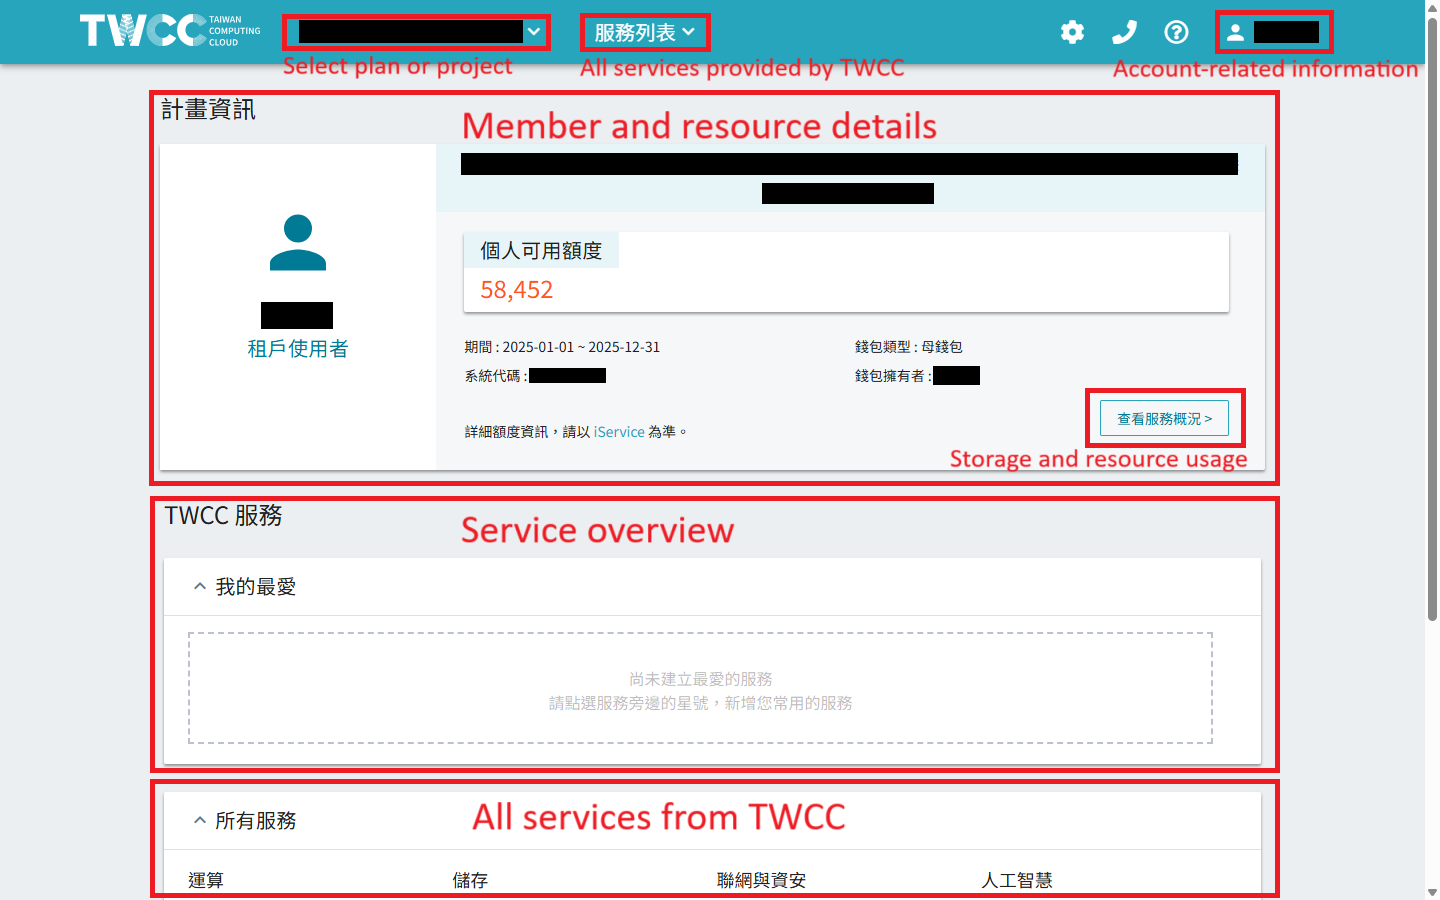 TWCC TAIWAN COMPUTING CLOUD
服務列表
Select plan or project
All services provided by TWCC
Account-related information
計畫資訊
Member and resource details
個人可用額度
58,452
租戶使用者
期間 : 2025-01-01 ~ 2025-12-31
錢包類型 : 母錢包
系統代碼 :
錢包擁有者 :
查看服務概況 >
詳細額度資訊，請以 iService 為準。
Storage and resource usage
TWCC 服務
Service overview
我的最愛
尚未建立最愛的服務
請點選服務旁邊的星號，新增您常用的服務
所有服務
All services from TWCC
運算
儲存
聯網與資安
人工智慧